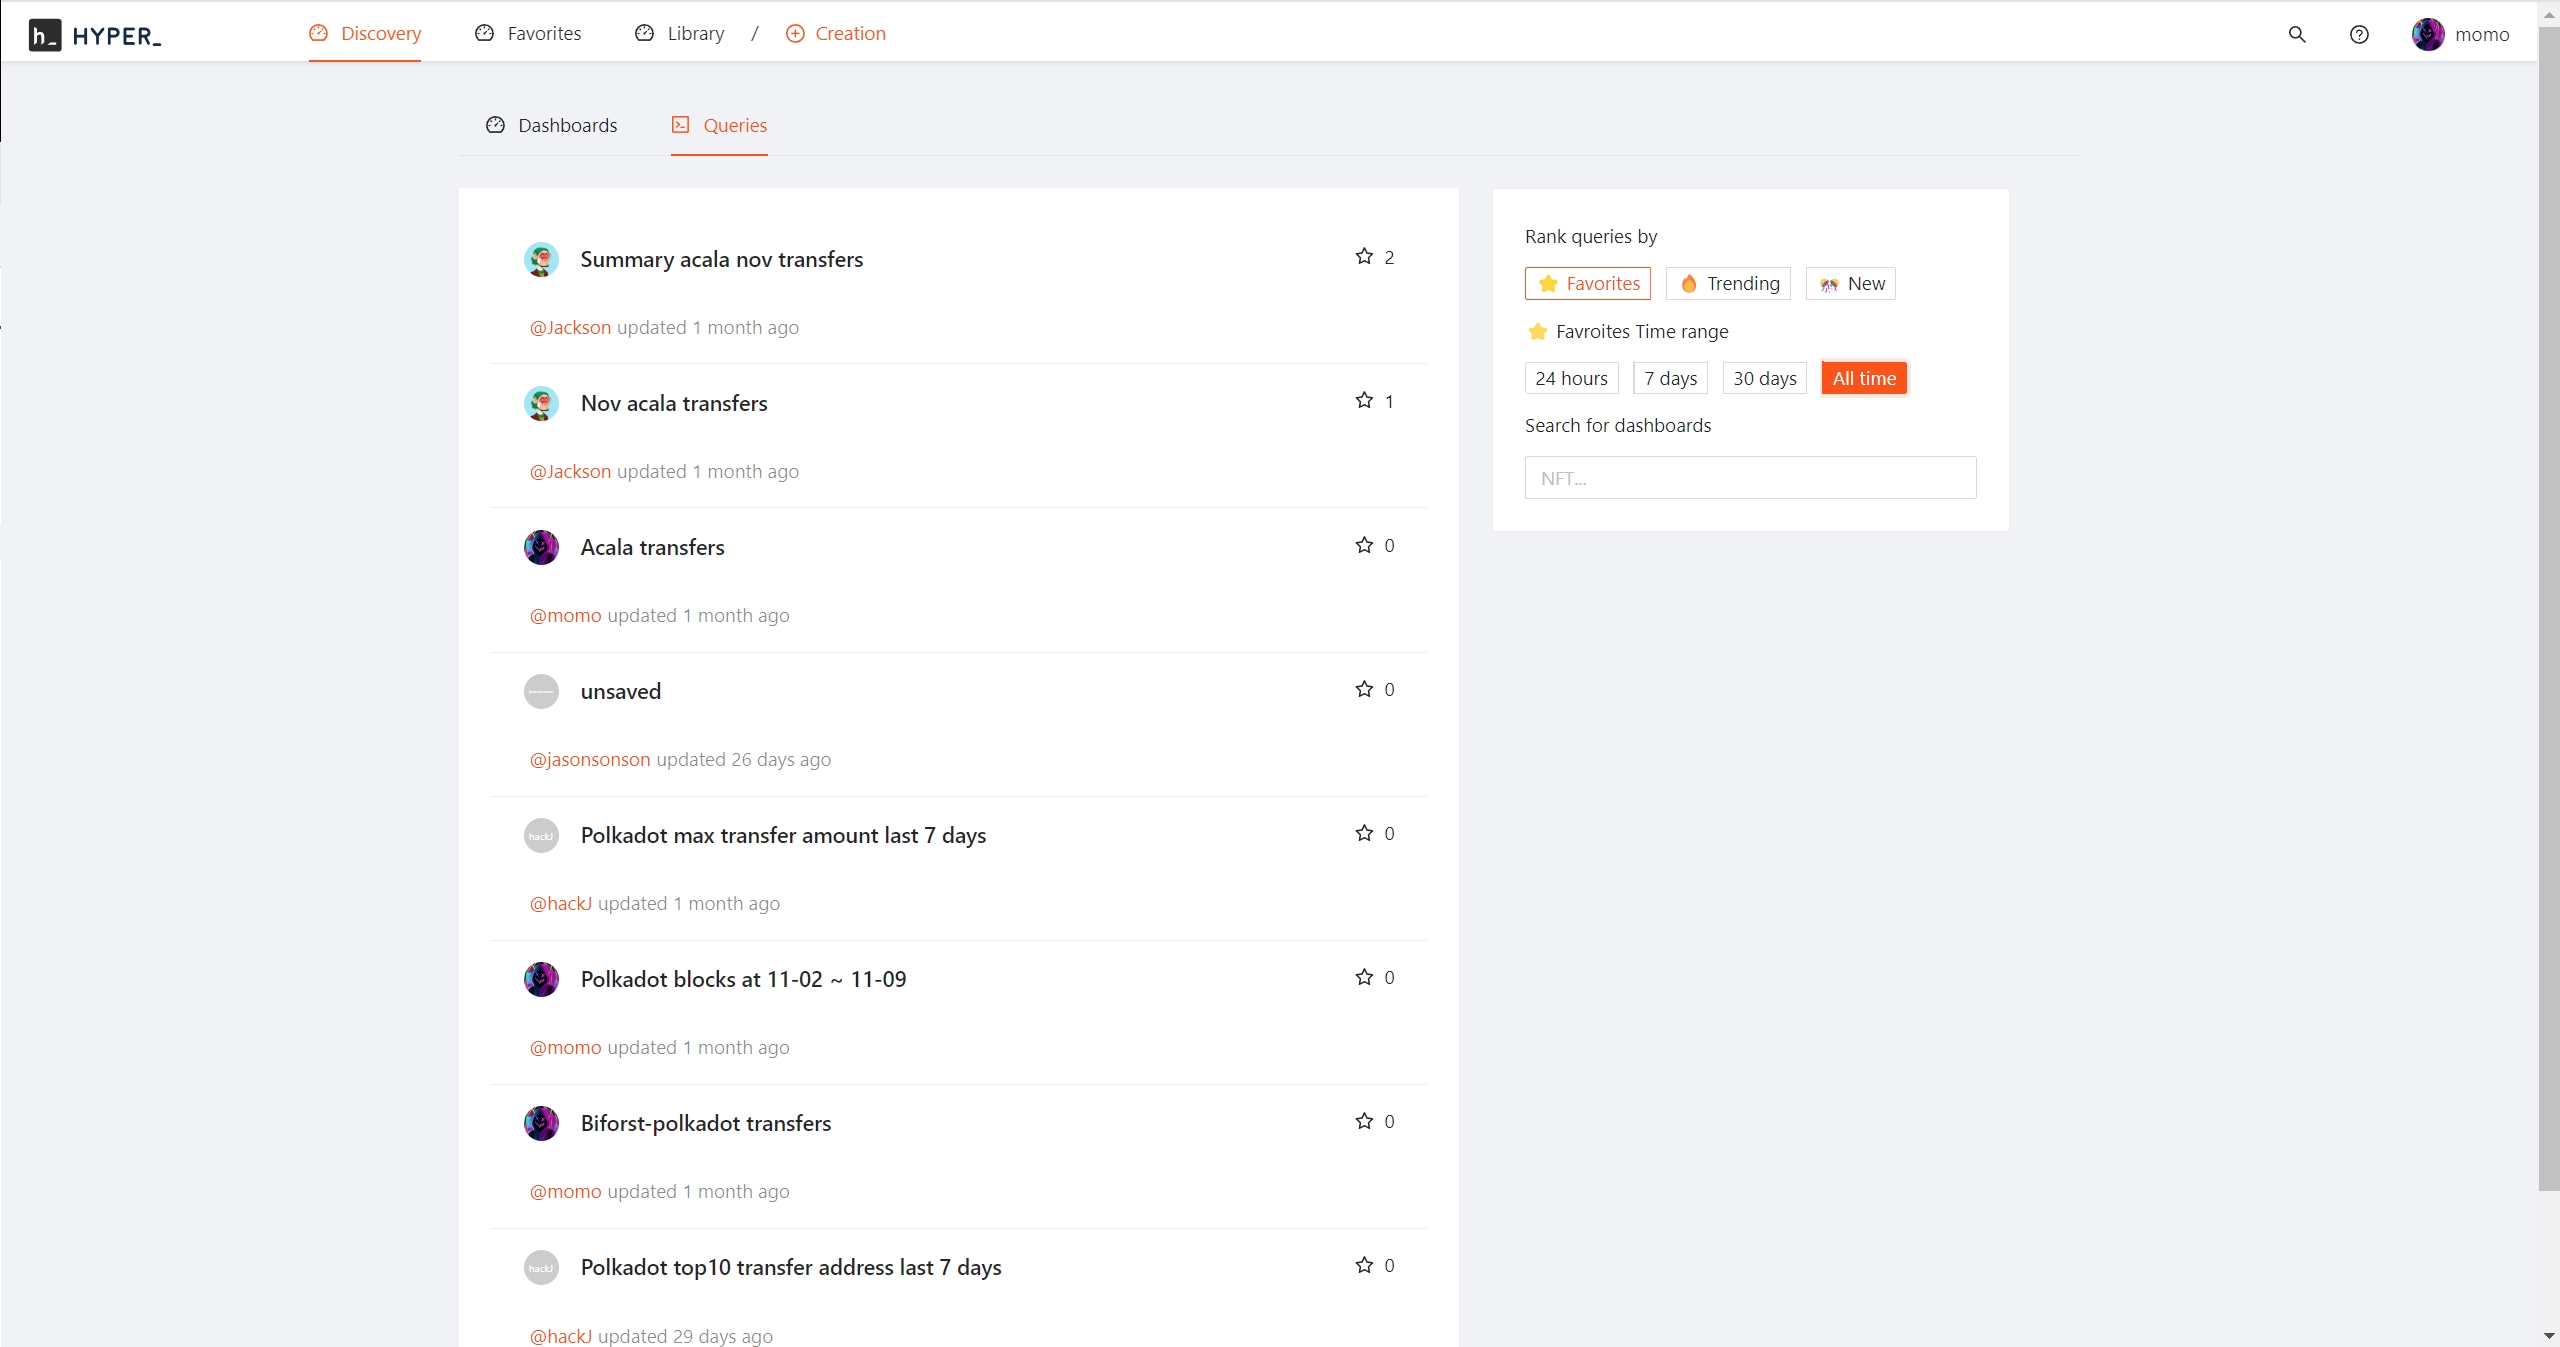 h_ HYPER_
Discovery Favorites Library / Creation
momo
Dashboards Queries
Summary acala nov transfers 2
@Jackson updated 1 month ago
Nov acala transfers 1
@Jackson updated 1 month ago
Acala transfers 0
@momo updated 1 month ago
unsaved 0
@jasonsonson updated 26 days ago
hackJ Polkadot max transfer amount last 7 days 0
@hackJ updated 1 month ago
Polkadot blocks at 11-02 ~ 11-09 0
@momo updated 1 month ago
Biforst-polkadot transfers 0
@momo updated 1 month ago
hackJ Polkadot top10 transfer address last 7 days 0
@hackJ updated 29 days ago
Rank queries by
Favorites Trending New
Favroites Time range
24 hours 7 days 30 days All time
Search for dashboards
NFT...